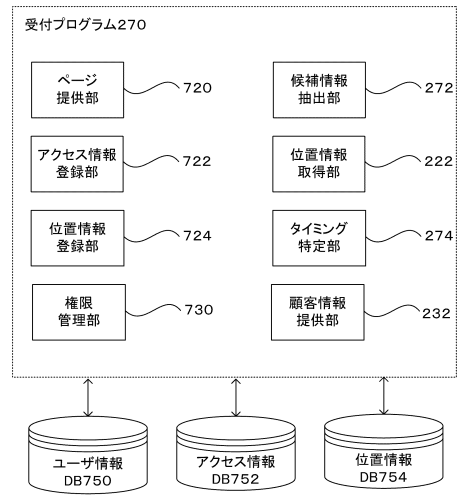 受付プログラム270
ページ
提供部
720
候補情報
抽出部
272
アクセス情報
登録部
722
位置情報
取得部
222
位置情報
登録部
724
タイミング
特定部
274
権限
管理部
730
顧客情報
提供部
232
ユーザ情報
DB750
アクセス情報
DB752
位置情報
DB754